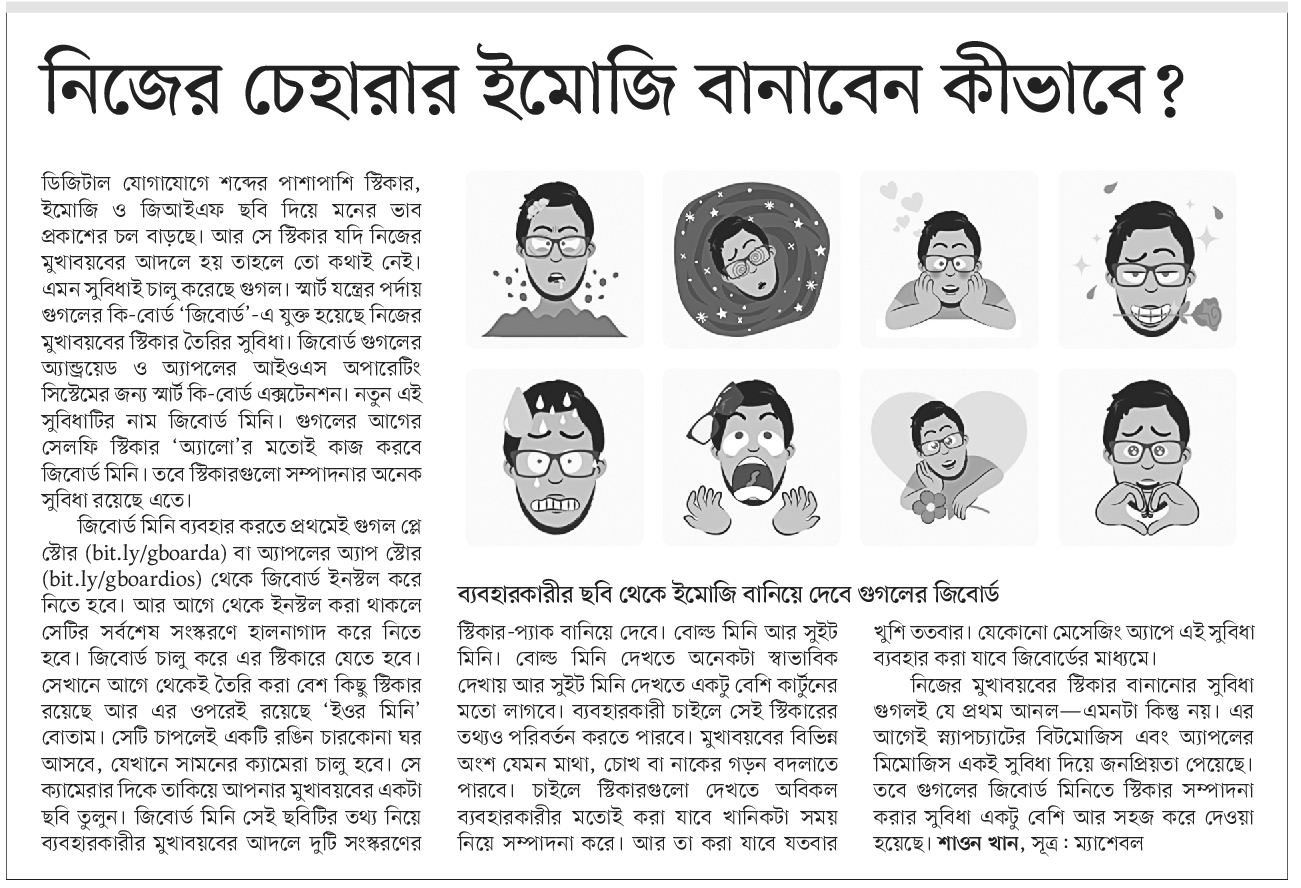 নিজের চেহারার ইমোজি বানাবেন কীভাবে?
ডিজিটাল যোগাযোগে শব্দের পাশাপাশি স্টিকার,
ইমোজি ও জিআইএফ ছবি দিয়ে মনের ভাব
প্রকাশের চল বাড়ছে। আর সে স্টিকার যদি নিজের
মুখাবয়বের আদলে হয় তাহলে তো কথাই নেই।
এমন সুবিধাই চালু করেছে গুগল। স্মার্ট যন্ত্রের পর্দায়
গুগলের কি-বোর্ড ‘জিবোর্ড’-এ যুক্ত হয়েছে নিজের
মুখাবয়বের স্টিকার তৈরির সুবিধা। জিবোর্ড গুগলের
অ্যান্ড্রয়েড ও অ্যাপলের আইওএস অপারেটিং
সিস্টেমের জন্য স্মার্ট কি-বোর্ড এক্সটেনশন। নতুন এই
সুবিধাটির নাম জিবোর্ড মিনি। গুগলের আগের
সেলফি স্টিকার ‘অ্যালো’র মতোই কাজ করবে
জিবোর্ড মিনি। তবে স্টিকারগুলো সম্পাদনার অনেক
সুবিধা রয়েছে এতে।
জিবোর্ড মিনি ব্যবহার করতে প্রথমেই গুগল প্লে
স্টোর (bit.ly/gboarda) বা অ্যাপলের অ্যাপ স্টোর
(bit.ly/gboardios) থেকে জিবোর্ড ইনস্টল করে
নিতে হবে। আর আগে থেকে ইনস্টল করা থাকলে
সেটির সর্বশেষ সংস্করণে হালনাগাদ করে নিতে
হবে। জিবোর্ড চালু করে এর স্টিকারে যেতে হবে।
সেখানে আগে থেকেই তৈরি করা বেশ কিছু স্টিকার
রয়েছে আর এর ওপরেই রয়েছে ‘ইওর মিনি’
বোতাম। সেটি চাপলেই একটি রঙিন চারকোনা ঘর
আসবে, যেখানে সামনের ক্যামেরা চালু হবে। সে
ক্যামেরার দিকে তাকিয়ে আপনার মুখাবয়বের একটা
ছবি তুলুন। জিবোর্ড মিনি সেই ছবিটির তথ্য নিয়ে
ব্যবহারকারীর মুখাবয়বের আদলে দুটি সংস্করণের
ব্যবহারকারীর ছবি থেকে ইমোজি বানিয়ে দেবে গুগলের জিবোর্ড
স্টিকার-প্যাক বানিয়ে দেবে। বোল্ড মিনি আর সুইট
মিনি। বোল্ড মিনি দেখতে অনেকটা স্বাভাবিক
দেখায় আর সুইট মিনি দেখতে একটু বেশি কার্টুনের
মতো লাগবে। ব্যবহারকারী চাইলে সেই স্টিকারের
তথ্যও পরিবর্তন করতে পারবে। মুখাবয়বের বিভিন্ন
অংশ যেমন মাথা, চোখ বা নাকের গড়ন বদলাতে
পারবে। চাইলে স্টিকারগুলো দেখতে অবিকল
ব্যবহারকারীর মতোই করা যাবে খানিকটা সময়
নিয়ে সম্পাদনা করে। আর তা করা যাবে যতবার
খুশি ততবার। যেকোনো মেসেজিং অ্যাপে এই সুবিধা
ব্যবহার করা যাবে জিবোর্ডের মাধ্যমে।
নিজের মুখাবয়বের স্টিকার বানানোর সুবিধা
গুগলই যে প্রথম আনল—এমনটা কিন্তু নয়। এর
আগেই স্ন্যাপচ্যাটের বিটমোজিস এবং অ্যাপলের
মিমোজিস একই সুবিধা দিয়ে জনপ্রিয়তা পেয়েছে।
তবে গুগলের জিবোর্ড মিনিতে স্টিকার সম্পাদনা
করার সুবিধা একটু বেশি আর সহজ করে দেওয়া
হয়েছে। শাওন খান, সূত্র : ম্যাশেবল